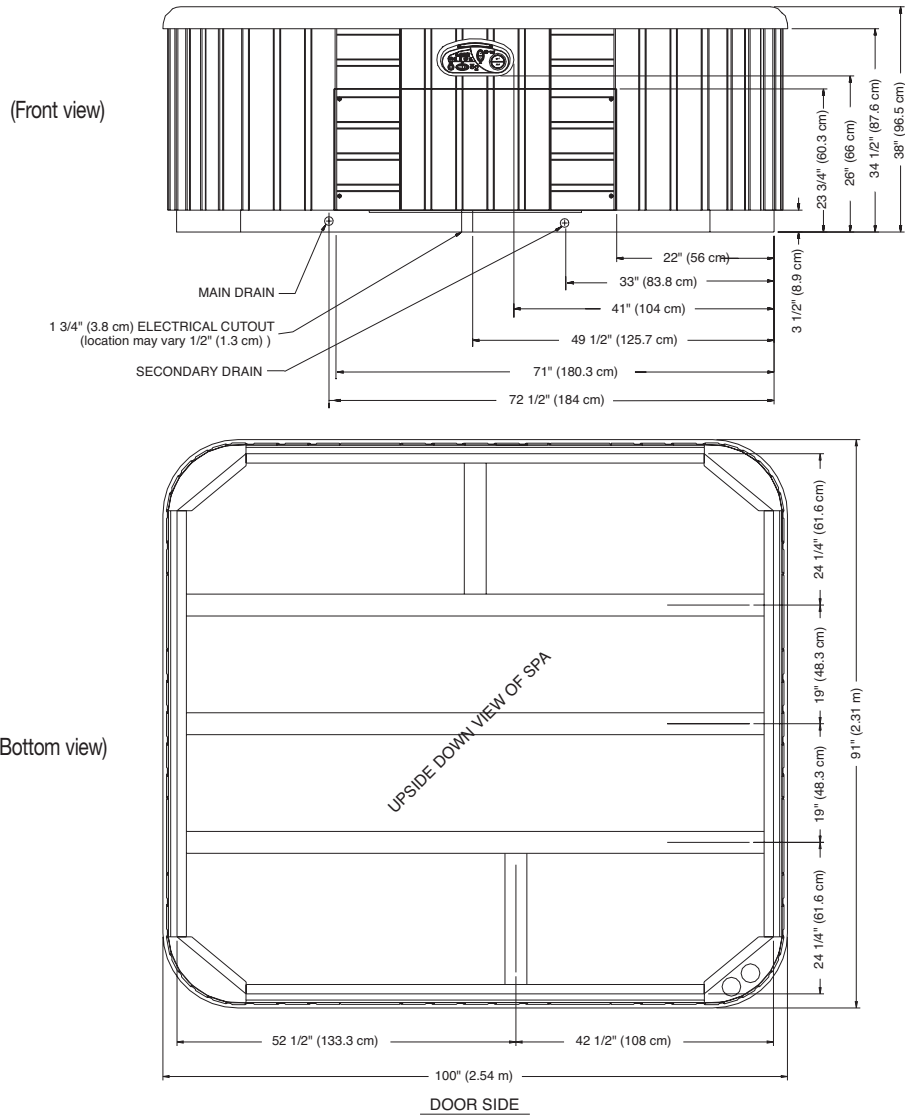 (Front view)
23 3/4" (60.3 cm)
26" (66 cm)
34 1/2" (87.6 cm)
38" (96.5 cm)
3 1/2" (8.9 cm)
22" (56 cm)
MAIN DRAIN
33" (83.8 cm)
41" (104 cm)
1 3/4" (3.8 cm) ELECTRICAL CUTOUT
(location may vary 1/2" (1.3 cm) )
49 1/2" (125.7 cm)
SECONDARY DRAIN
71" (180.3 cm)
72 1/2" (184 cm)
24 1/4" (61.6 cm)
19" (48.3 cm)
91" (2.31 m)
UPSIDE DOWN VIEW OF SPA
Bottom view)
19" (48.3 cm)
24 1/4" (61.6 cm)
52 1/2" (133.3 cm)
42 1/2" (108 cm)
100" (2.54 m)
DOOR SIDE